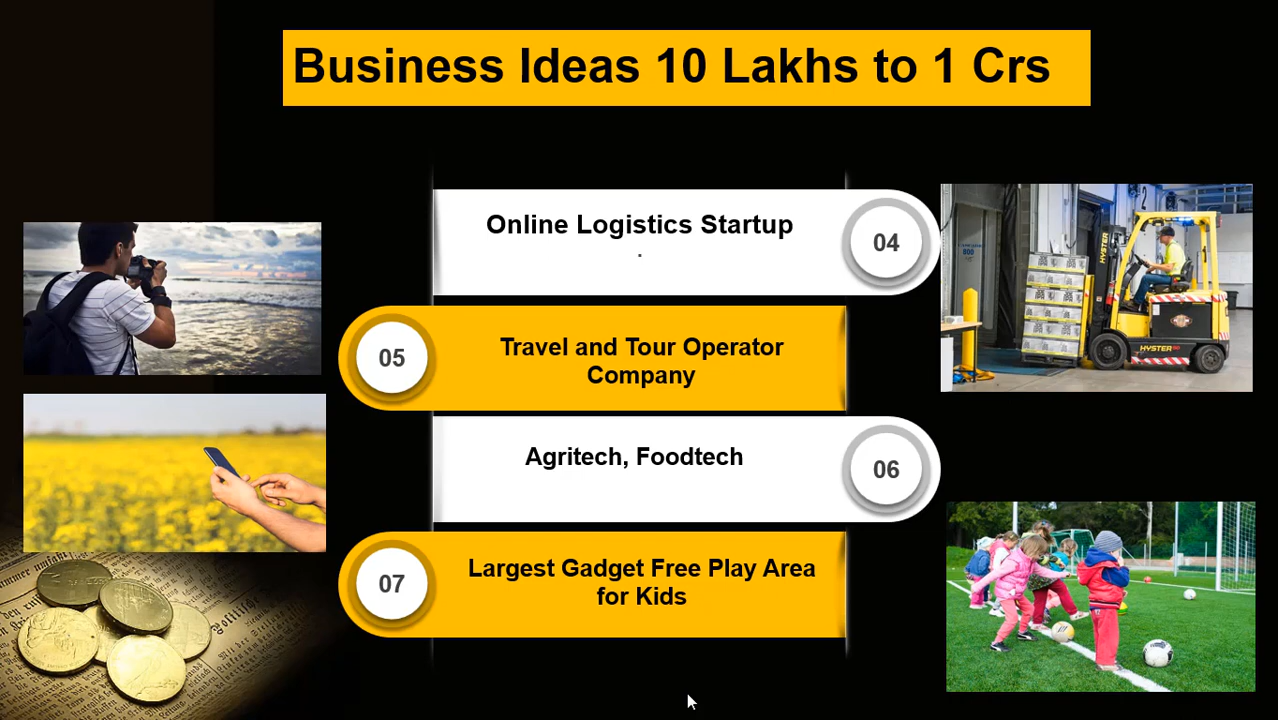 Business Ideas 10 Lakhs to 1 Crs
Online Logistics Startup
.
04
05
Travel and Tour Operator
Company
Agritech, Foodtech
06
07
Largest Gadget Free Play Area
for Kids
HYSTER
HYSTER